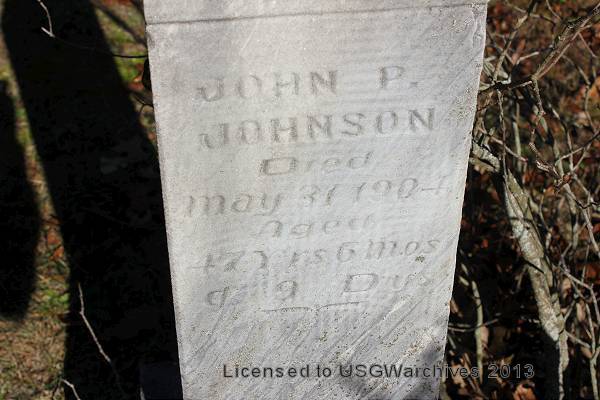 JOHN P.
JOHNSON
Died
May 31 1904
Aged
47 Yrs 6 mos
& 9 Dys
Licensed to USGWarchives 2013